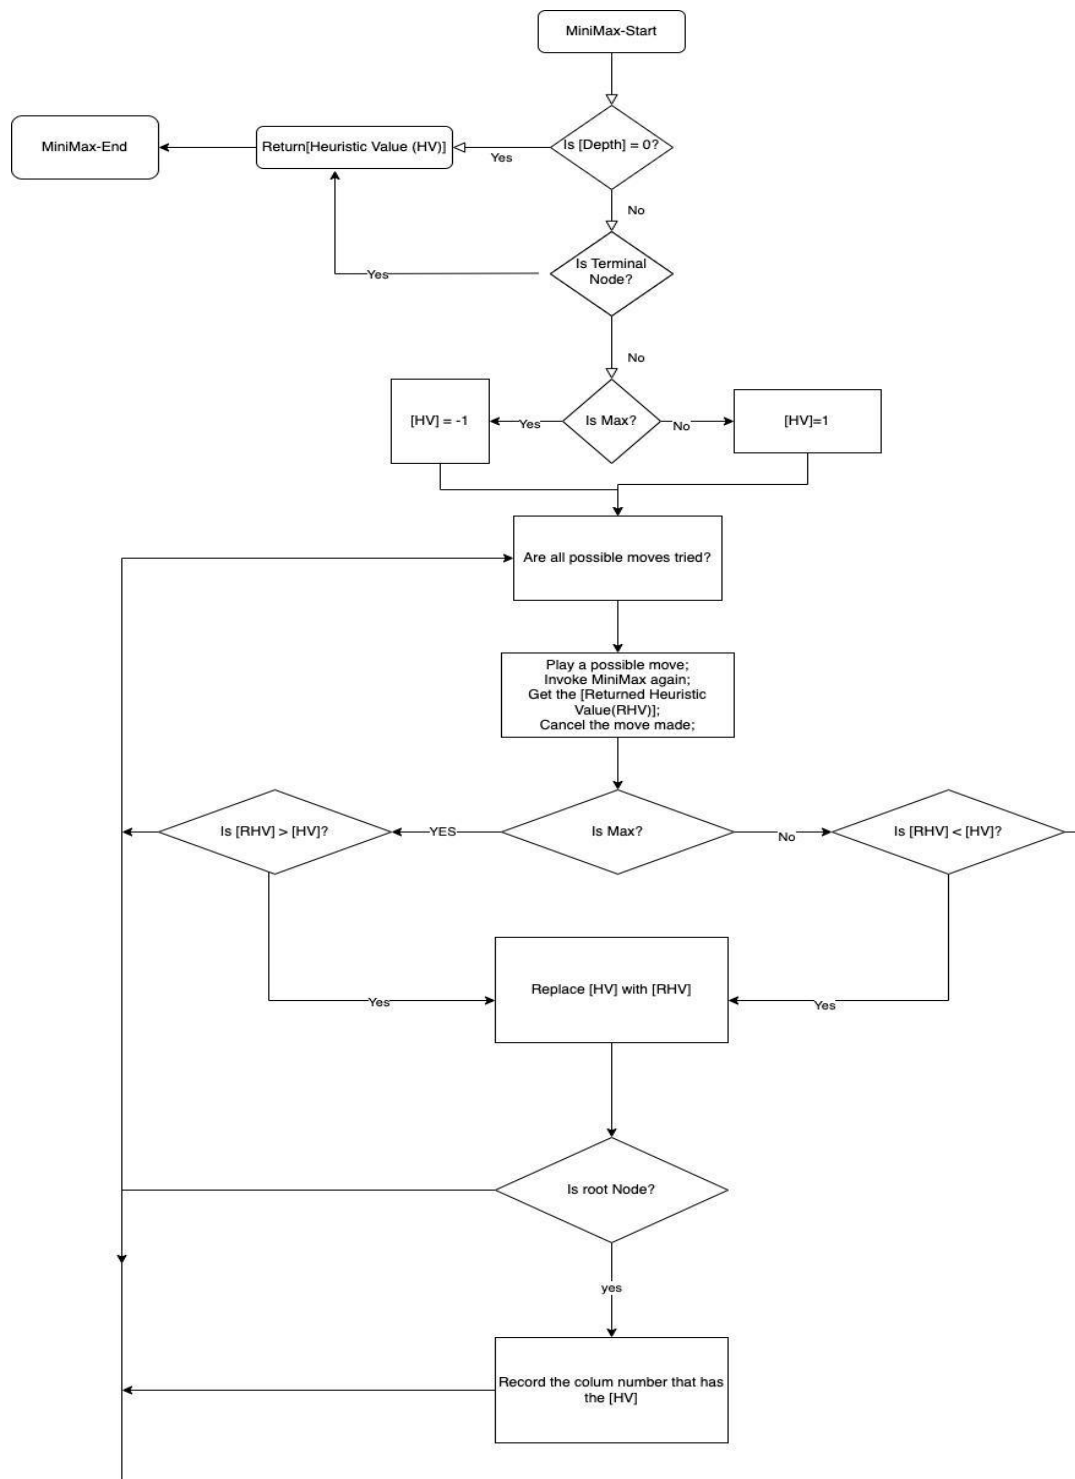 MiniMax-Start
MiniMax-End
Return[Heuristic Value (HV)]
Yes
Is [Depth] = 0?
No
Is Terminal
Node?
Yes
No
[HV] = -1
Yes
Is Max?
No
[HV]=1
Are all possible moves tried?
Play a possible move;
Invoke MiniMax again;
Get the [Returned Heuristic
Value(RHV)];
Cancel the move made;
Is [RHV] > [HV]?
YES
Is Max?
No
Is [RHV] < [HV]?
Yes
Replace [HV] with [RHV]
Yes
Is root Node?
yes
Record the colum number that has
the [HV]